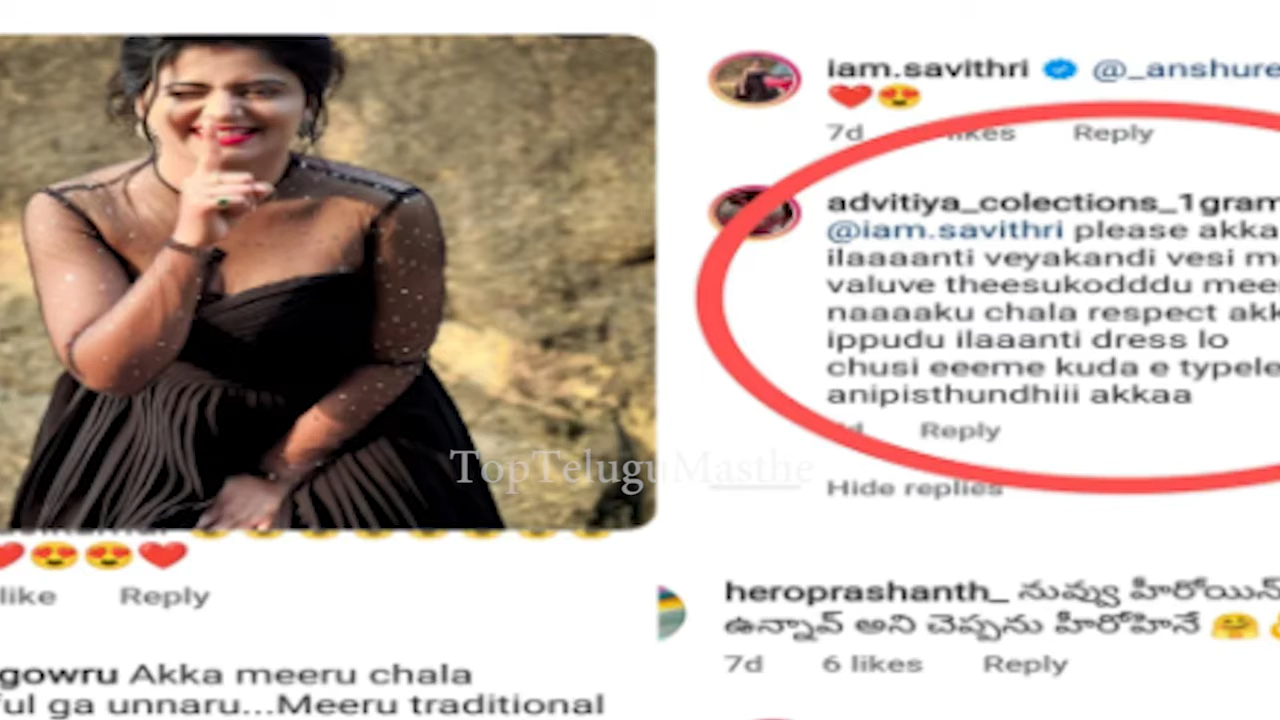 iam.savithri @_anshure
❤️😍
7d likes Reply
advitiya_colections_1gram
@iam.savithri please akka
ilaaaanti veyakandi vesi m
valuve theesukodddu mee
naaaaku chala respect akk
ippudu ilaaanti dress lo
chusi eeeme kuda e typele
anipisthundhiii akkaa
Reply
Hide replies
TopTeluguMasthe
❤️😍😍❤️
like Reply
heroprashanth_ నువ్వు హీరోయిన్
ఉన్నావ్ అని చెప్పను హీరోహినే 🤗
7d 6 likes Reply
gowru Akka meeru chala
ful ga unnaru...Meeru traditional